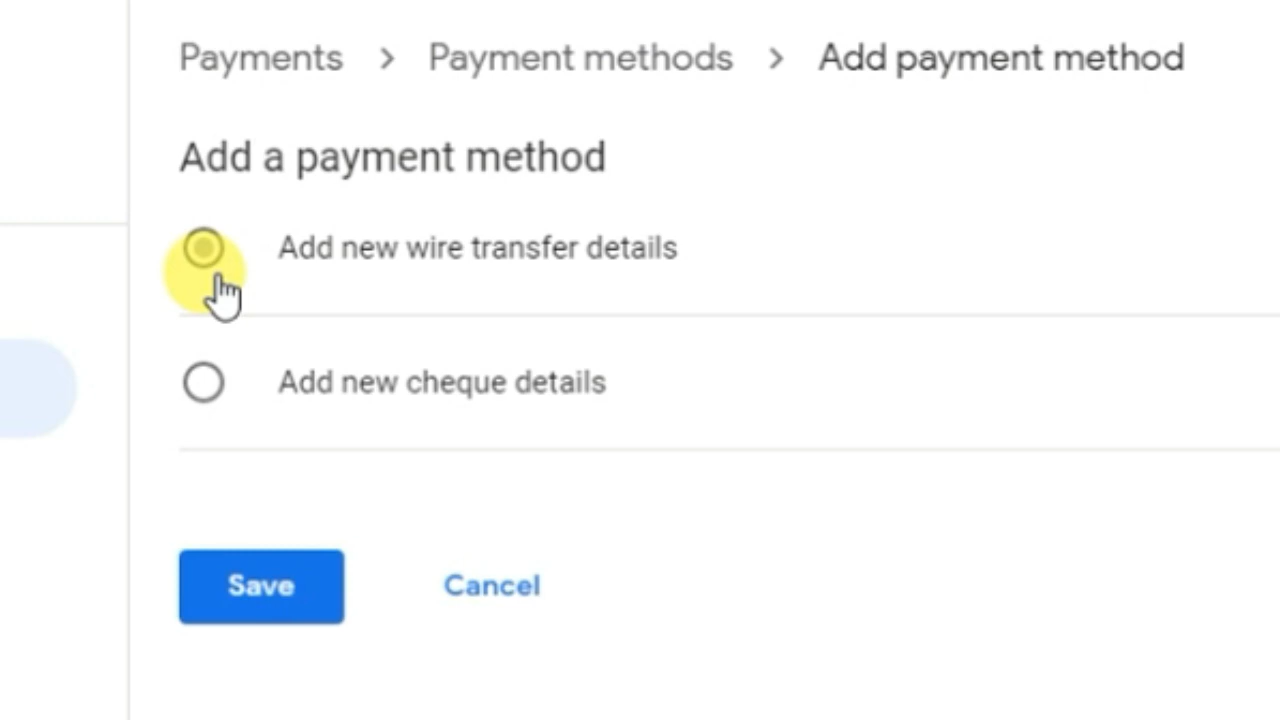 Payments > Payment methods > Add payment method
Add a payment method
Add new wire transfer details
Add new cheque details
Save Cancel